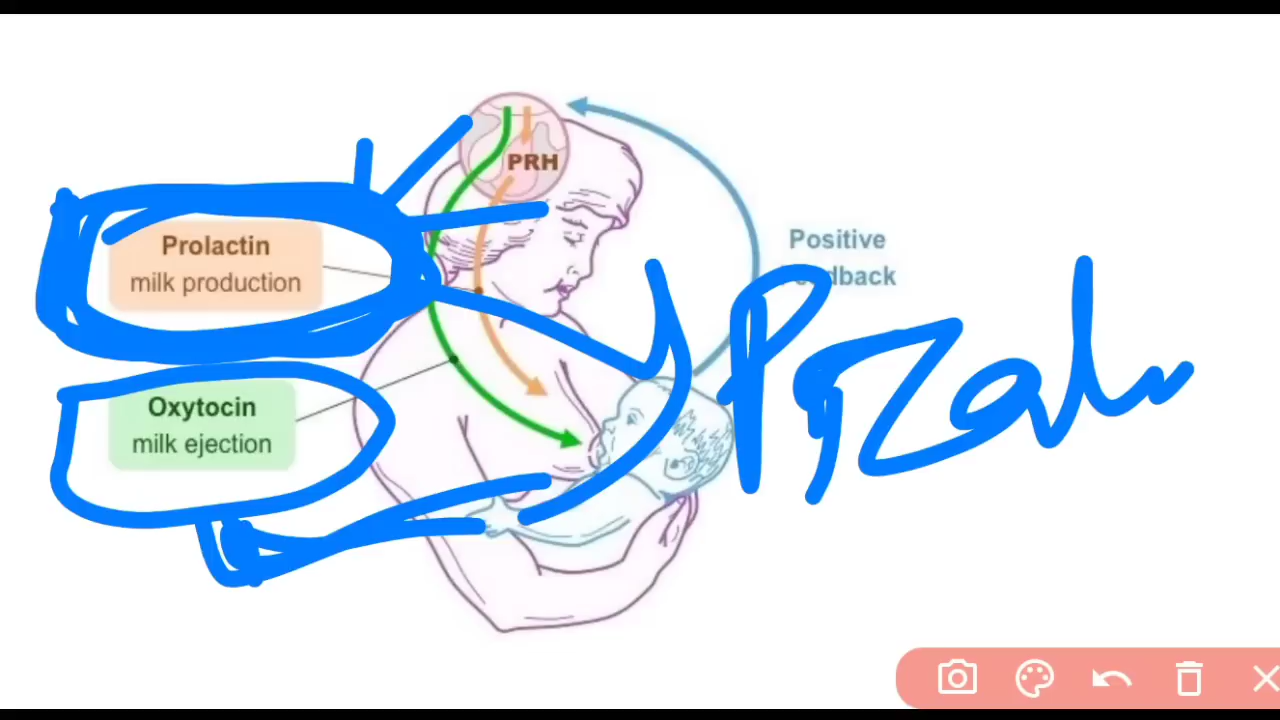 PRH
Prolactin
milk production
Positive
Oxytocin
milk ejection